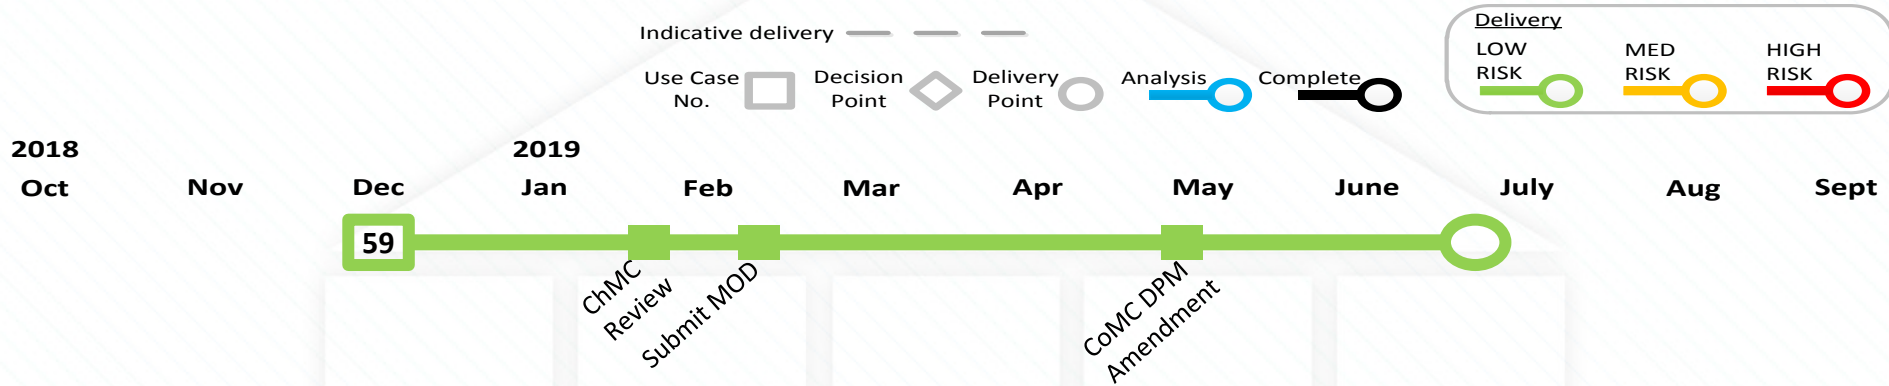 Indicative delivery
Use Case
No.
Decision
Point
Delivery
Point
Analysis
Complete
Delivery
LOW
RISK
MED
RISK
HIGH
RISK
2018
2019
Oct Nov Dec Jan Feb Mar Apr May June July Aug Sept
59
ChMC
Review
Submit MOD
CoMC DPM
Amendment